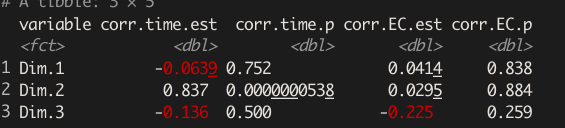 # A tibble: 3 × 5
variable corr.time.est corr.time.p corr.EC.est corr.EC.p
<fct> <dbl> <dbl> <dbl> <dbl>
1 Dim.1 -0.0639 0.752 0.0414 0.838
2 Dim.2 0.837 0.0000000538 0.0295 0.884
3 Dim.3 -0.136 0.500 -0.225 0.259